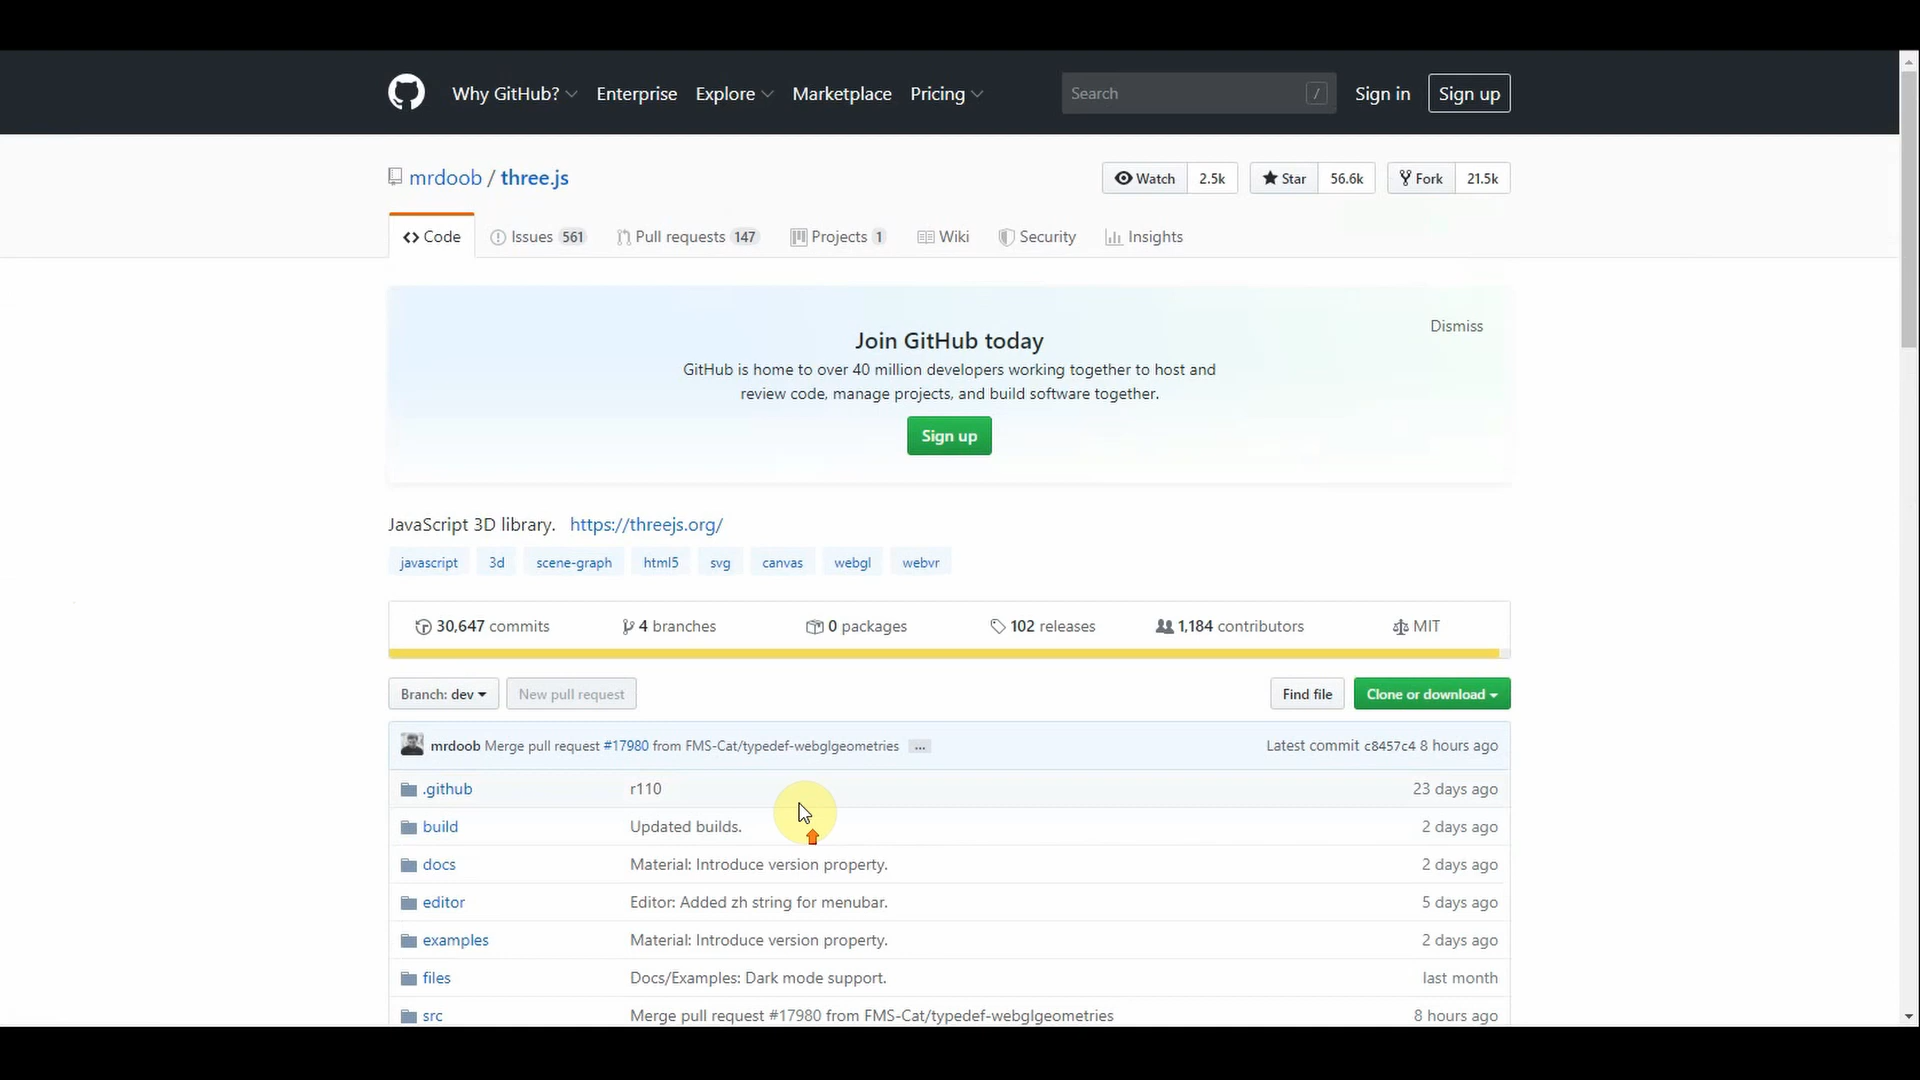 Why GitHub? Enterprise Explore Marketplace Pricing Search / Sign in Sign up
mrdoob / three.js Watch 2.5k Star 56.6k Fork 21.5k
Code Issues 561 Pull requests 147 Projects 1 Wiki Security Insights
Dismiss
Join GitHub today
GitHub is home to over 40 million developers working together to host and
review code, manage projects, and build software together.
Sign up
JavaScript 3D library. https://threejs.org/
javascript 3d scene-graph html5 svg canvas webgl webvr
30,647 commits 4 branches 0 packages 102 releases 1,184 contributors MIT
Branch: dev New pull request Find file Clone or download
mrdoob Merge pull request #17980 from FMS-Cat/typedef-webglgeometries ... Latest commit c8457c4 8 hours ago
.github r110 23 days ago
build Updated builds. 2 days ago
docs Material: Introduce version property. 2 days ago
editor Editor: Added zh string for menubar. 5 days ago
examples Material: Introduce version property. 2 days ago
files Docs/Examples: Dark mode support. last month
src Merge pull request #17980 from FMS-Cat/typedef-webglgeometries 8 hours ago